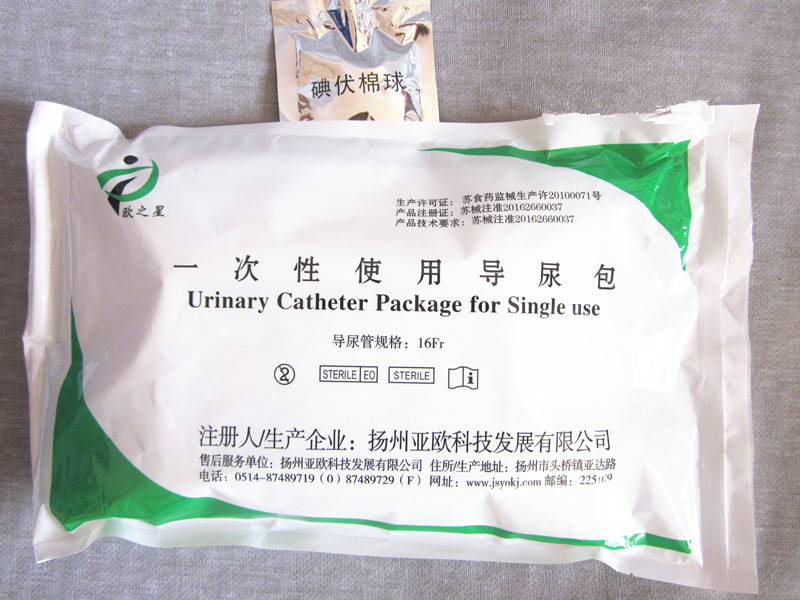 碘伏棉球
欧之星
生产许可证： 苏食药监械生产许20100071号
产品注册证：苏械注准20162660037
产品技术要求：苏械注准20162660037
一次性使用导尿包
Urinary Catheter Package for Single use
导尿管规格：16Fr
2
STERILE EO STERILE i
注册人/生产企业：扬州亚欧科技发展有限公司
售后服务单位：扬州亚欧科技发展有限公司 住所/生产地址：扬州市头桥镇亚达路
电话：0514-87489719（O）87489729（F）网址：www.jsyokj.com 邮编：